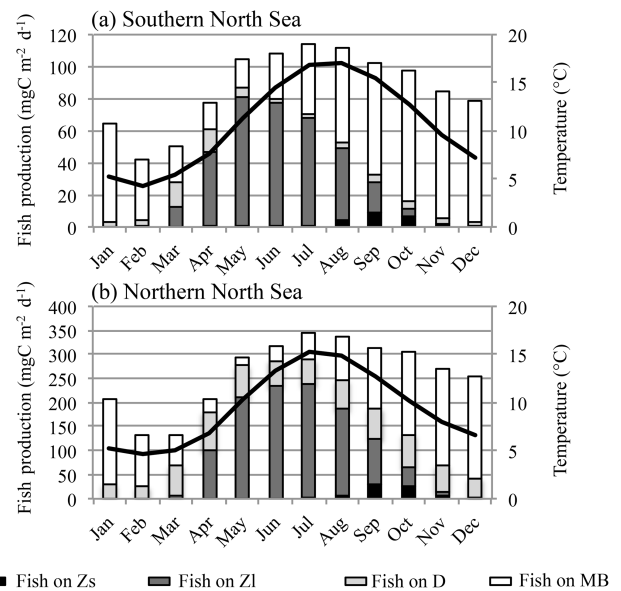 (a) Southern North Sea
Fish production (mgC m⁻² d⁻¹)
120
100
80
60
40
20
0
20
15
10
5
0
Temperature (°C)
Jan Feb Mar Apr May Jun Jul Aug Sep Oct Nov Dec
(b) Northern North Sea
Fish production (mgC m⁻² d⁻¹)
400
350
300
250
200
150
100
50
0
20
15
10
5
0
Temperature (°C)
Jan Feb Mar Apr May Jun Jul Aug Sep Oct Nov Dec
Fish on Zs Fish on Zl Fish on D Fish on MB